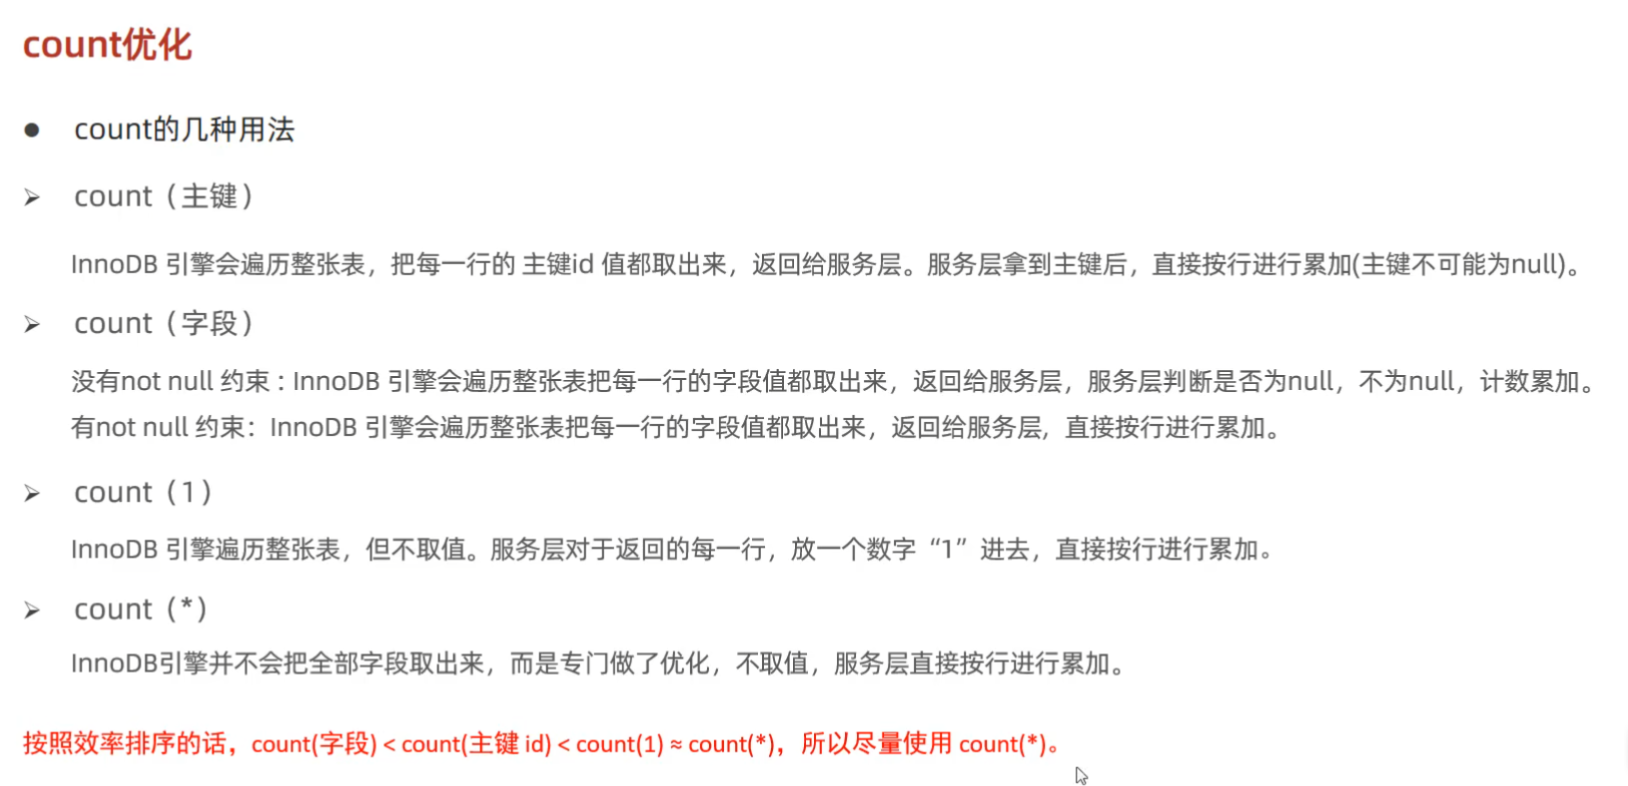 count优化
● count的几种用法
➢ count（主键）
InnoDB 引擎会遍历整张表，把每一行的 主键id 值都取出来，返回给服务层。服务层拿到主键后，直接按行进行累加(主键不可能为null)。
➢ count（字段）
没有not null 约束 : InnoDB 引擎会遍历整张表把每一行的字段值都取出来，返回给服务层，服务层判断是否为null，不为null，计数累加。
有not null 约束：InnoDB 引擎会遍历整张表把每一行的字段值都取出来，返回给服务层，直接按行进行累加。
➢ count（1）
InnoDB 引擎遍历整张表，但不取值。服务层对于返回的每一行，放一个数字“1”进去，直接按行进行累加。
➢ count（*）
InnoDB引擎并不会把全部字段取出来，而是专门做了优化，不取值，服务层直接按行进行累加。
按照效率排序的话，count(字段) < count(主键 id) < count(1) ≈ count(*)，所以尽量使用 count(*)。